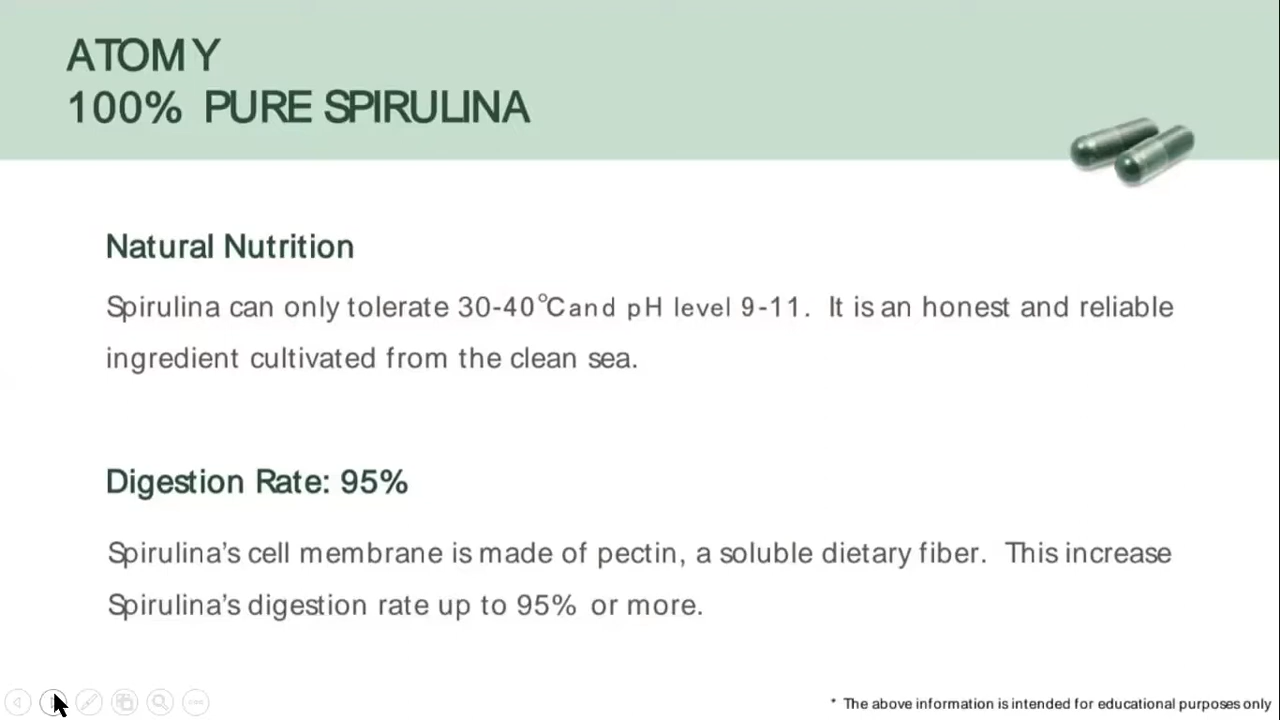 ATOMY
100% PURE SPIRULINA
Natural Nutrition
Spirulina can only tolerate 30-40℃and pH level 9-11. It is an honest and reliable
ingredient cultivated from the clean sea.
Digestion Rate: 95%
Spirulina’s cell membrane is made of pectin, a soluble dietary fiber. This increase
Spirulina’s digestion rate up to 95% or more.
* The above information is intended for educational purposes only